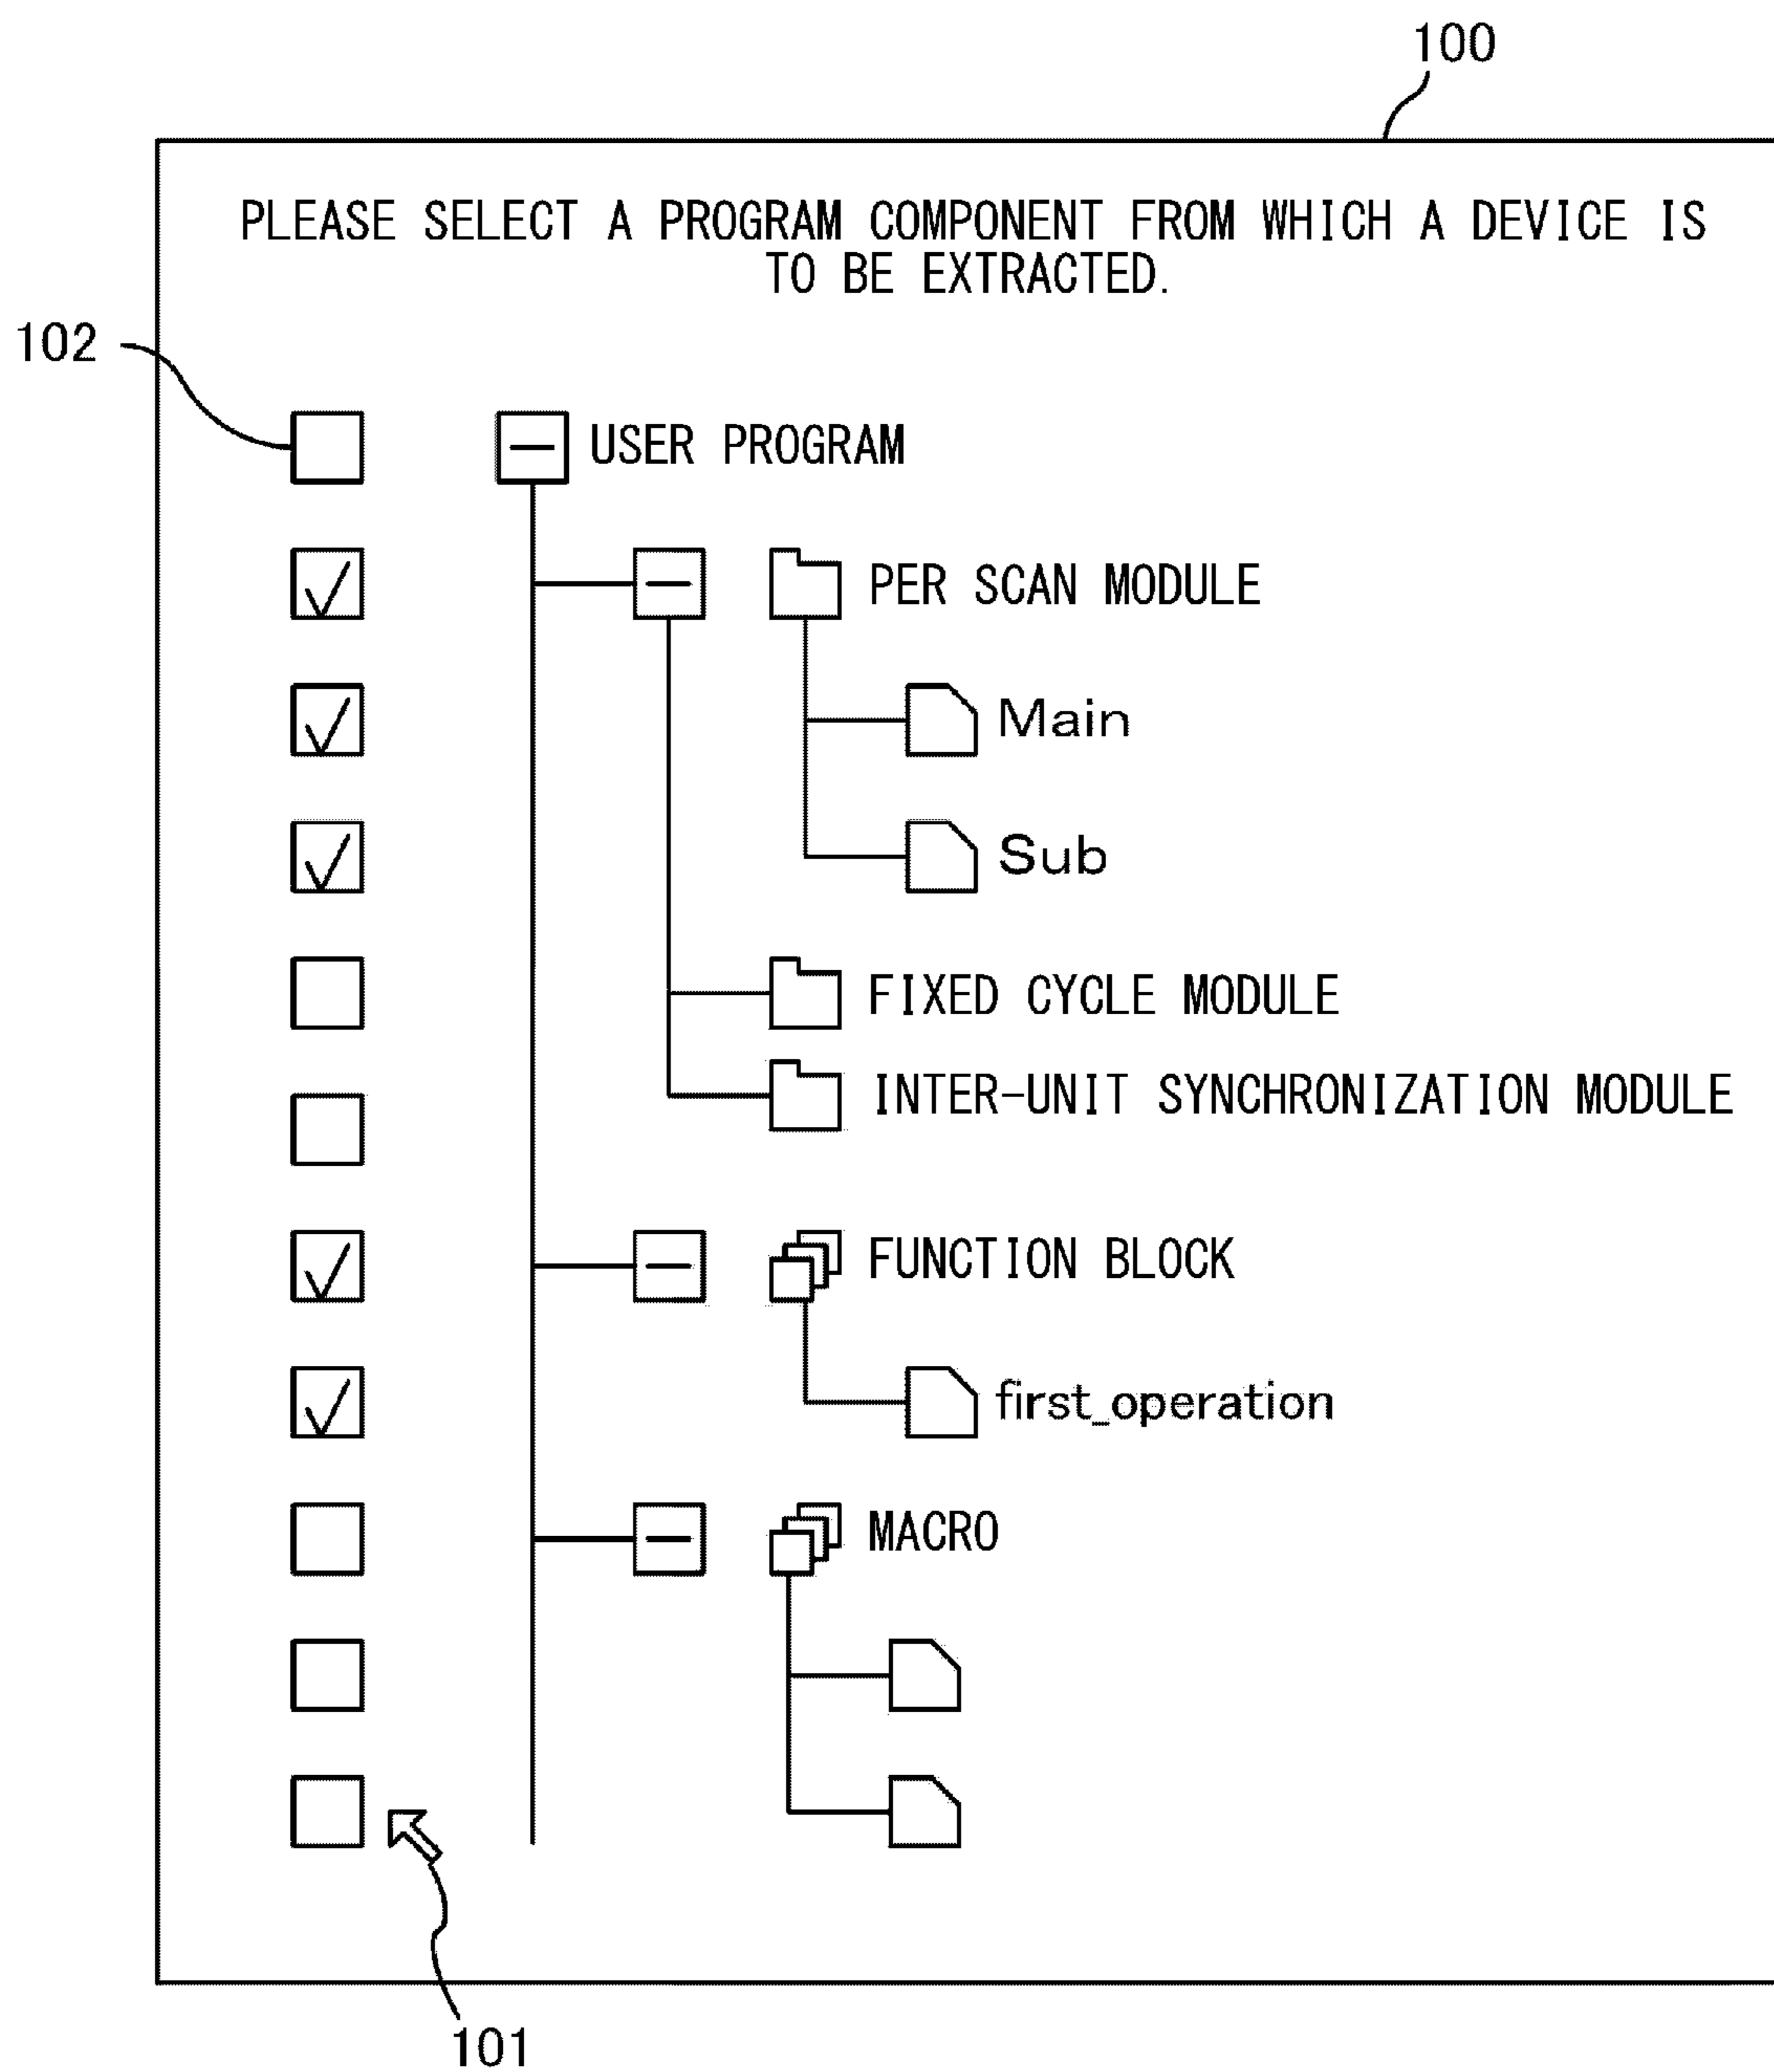 100
PLEASE SELECT A PROGRAM COMPONENT FROM WHICH A DEVICE IS
TO BE EXTRACTED.
102
USER PROGRAM
PER SCAN MODULE
Main
Sub
FIXED CYCLE MODULE
INTER-UNIT SYNCHRONIZATION MODULE
FUNCTION BLOCK
first_operation
MACRO
101